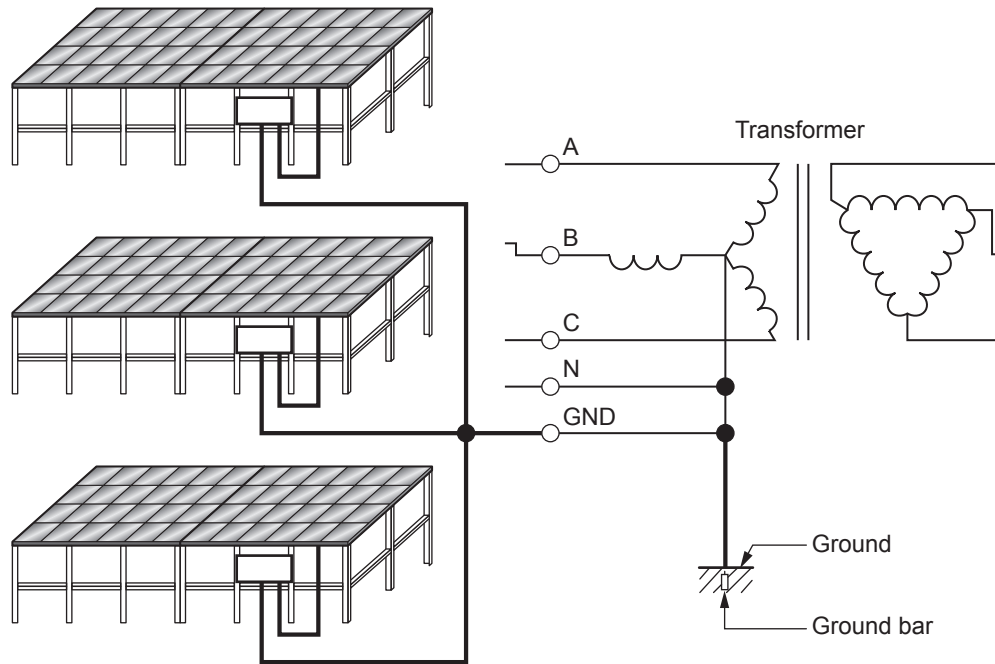 Transformer
A
B
C
N
GND
Ground
Ground bar